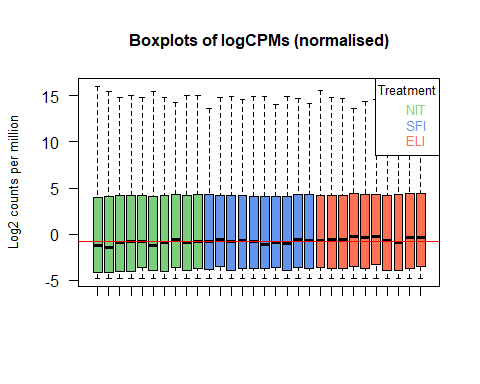 Boxplots of logCPMs (normalised)
Log2 counts per million
15
10
5
0
-5
Treatment
NIT
SFI
ELI